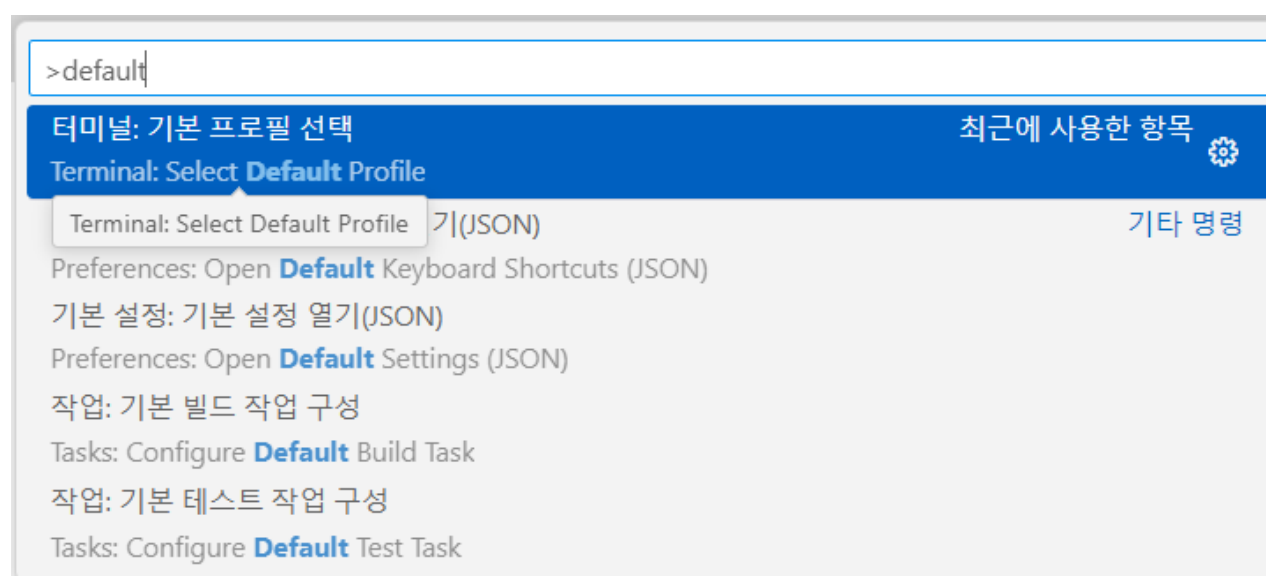 >default
터미널: 기본 프로필 선택 최근에 사용한 항목
Terminal: Select Default Profile
Terminal: Select Default Profile 기(JSON) 기타 명령
Preferences: Open Default Keyboard Shortcuts (JSON)
기본 설정: 기본 설정 열기(JSON)
Preferences: Open Default Settings (JSON)
작업: 기본 빌드 작업 구성
Tasks: Configure Default Build Task
작업: 기본 테스트 작업 구성
Tasks: Configure Default Test Task